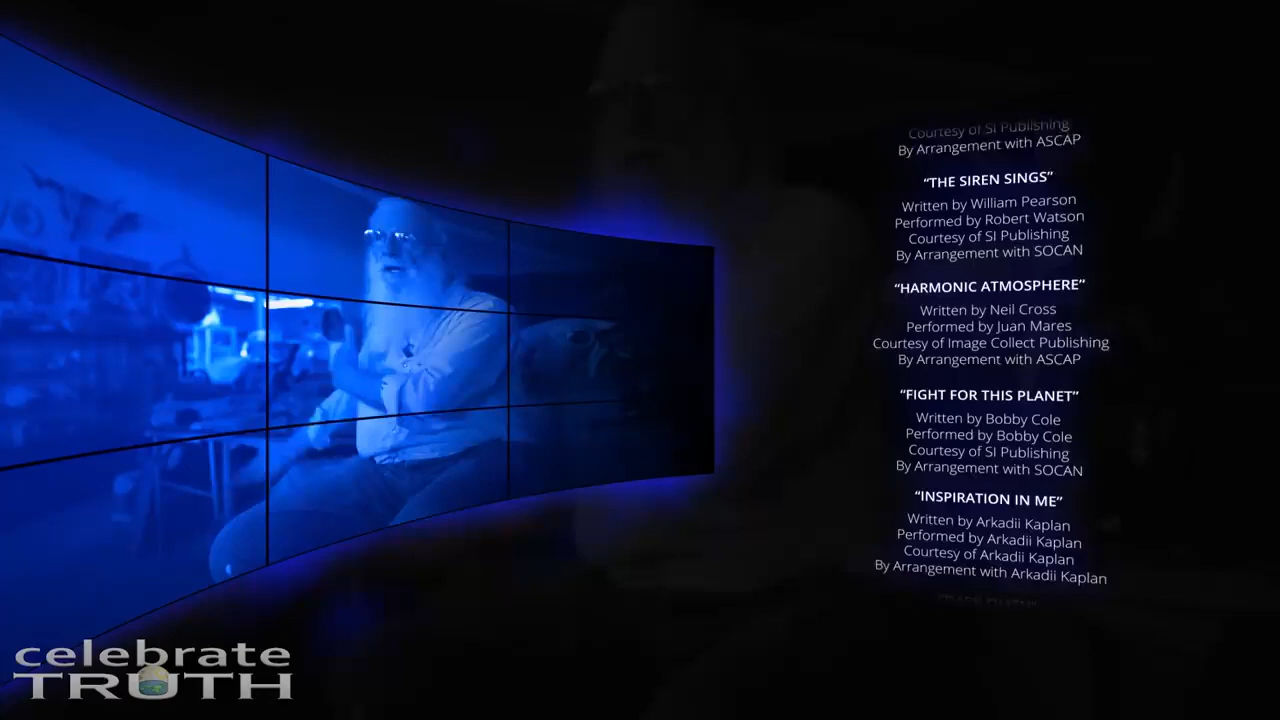 Courtesy of SI Publishing
By Arrangement with ASCAP
“THE SIREN SINGS”
Written by William Pearson
Performed by Robert Watson
Courtesy of SI Publishing
By Arrangement with SOCAN
“HARMONIC ATMOSPHERE”
Written by Neil Cross
Performed by Juan Mares
Courtesy of Image Collect Publishing
By Arrangement with ASCAP
“FIGHT FOR THIS PLANET”
Written by Bobby Cole
Performed by Bobby Cole
Courtesy of SI Publishing
By Arrangement with SOCAN
“INSPIRATION IN ME”
Written by Arkadii Kaplan
Performed by Arkadii Kaplan
Courtesy of Arkadii Kaplan
By Arrangement with Arkadii Kaplan
celebrate
TRUTH